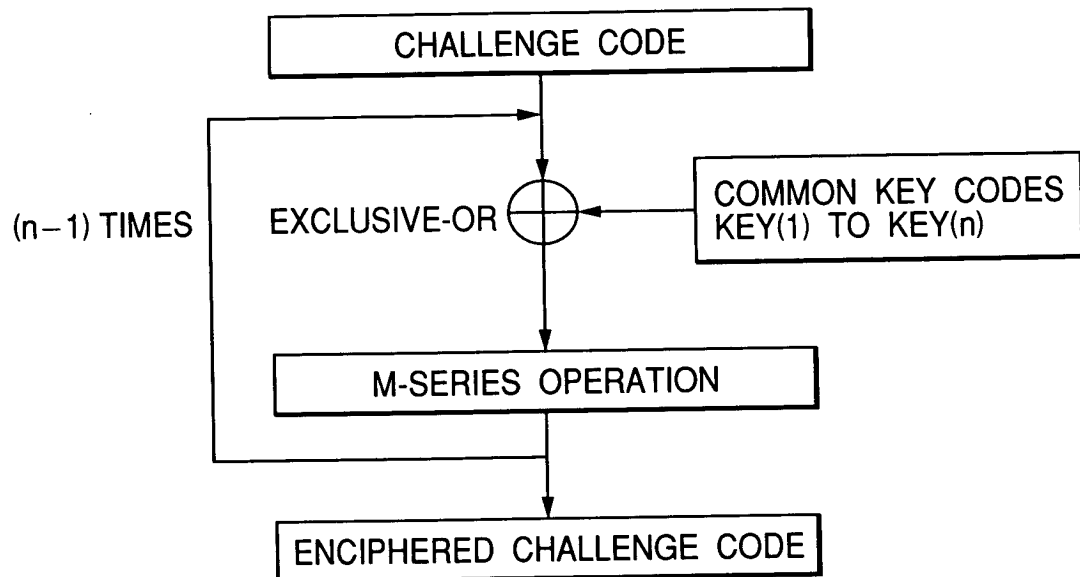 CHALLENGE CODE
(n-1) TIMES
EXCLUSIVE-OR
COMMON KEY CODES
KEY(1) TO KEY(n)
M-SERIES OPERATION
ENCIPHERED CHALLENGE CODE